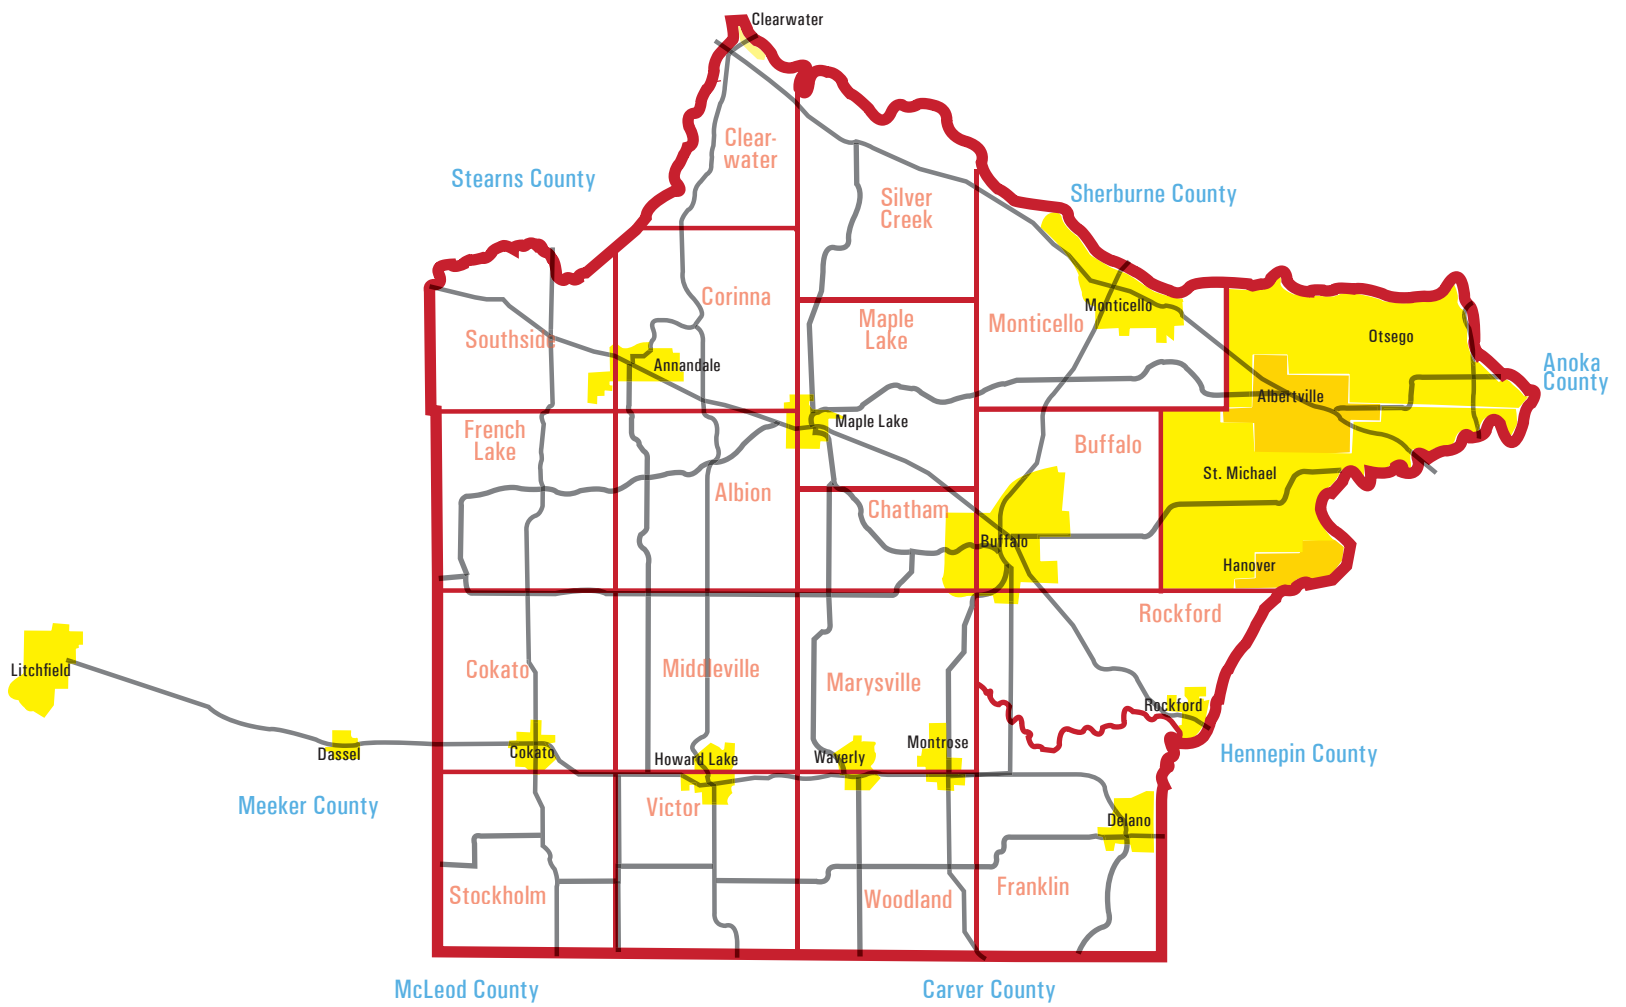 Clearwater
Clear-
water
Stearns County
Silver
Creek
Sherburne County
Corinna
Monticello
Southside
Maple
Lake
Monticello
Otsego
Annandale
Anoka
County
Albertville
Maple Lake
French
Lake
Buffalo
St. Michael
Albion
Chatham
Buffalo
Hanover
Rockford
Litchfield
Cokato
Middleville
Marysville
Rockford
Dassel
Cokato
Howard Lake
Waverly
Montrose
Hennepin County
Meeker County
Victor
Delano
Stockholm
Woodland
Franklin
McLeod County
Carver County